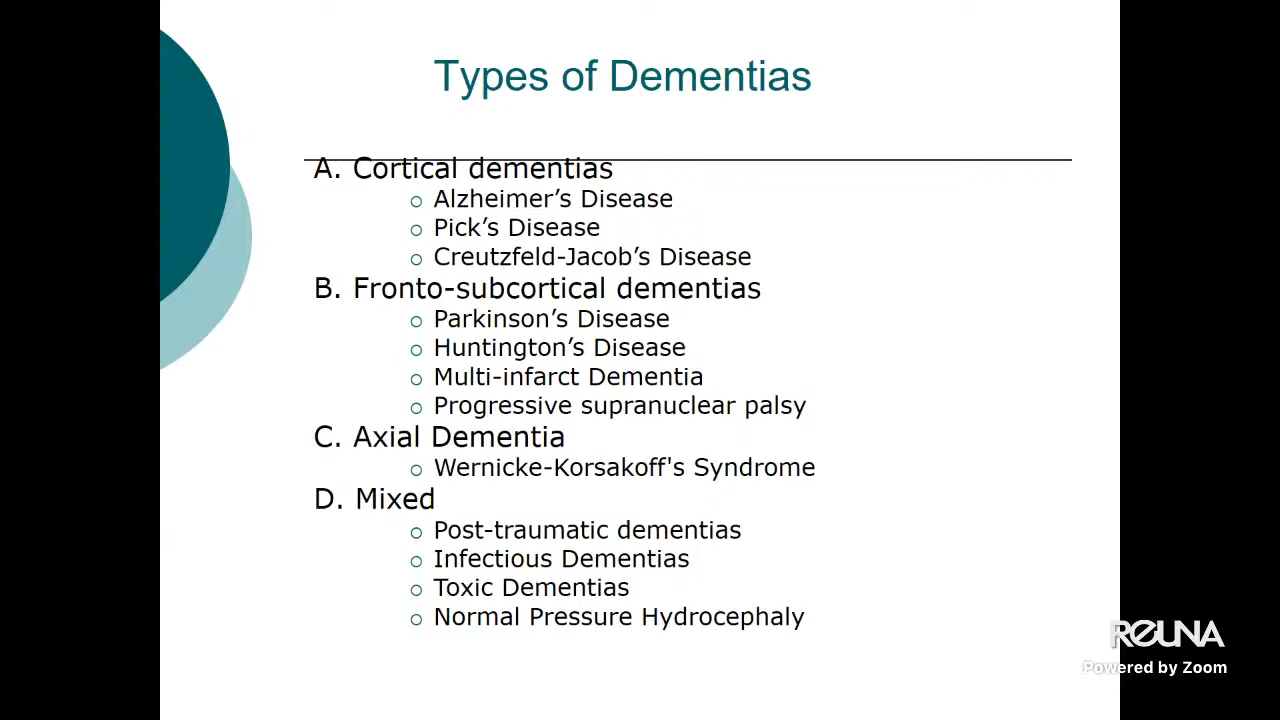 Types of Dementias
A. Cortical dementias
Alzheimer’s Disease
Pick’s Disease
Creutzfeld-Jacob’s Disease
B. Fronto-subcortical dementias
Parkinson’s Disease
Huntington’s Disease
Multi-infarct Dementia
Progressive supranuclear palsy
C. Axial Dementia
Wernicke-Korsakoff's Syndrome
D. Mixed
Post-traumatic dementias
Infectious Dementias
Toxic Dementias
Normal Pressure Hydrocephaly
REUNA
Powered by Zoom